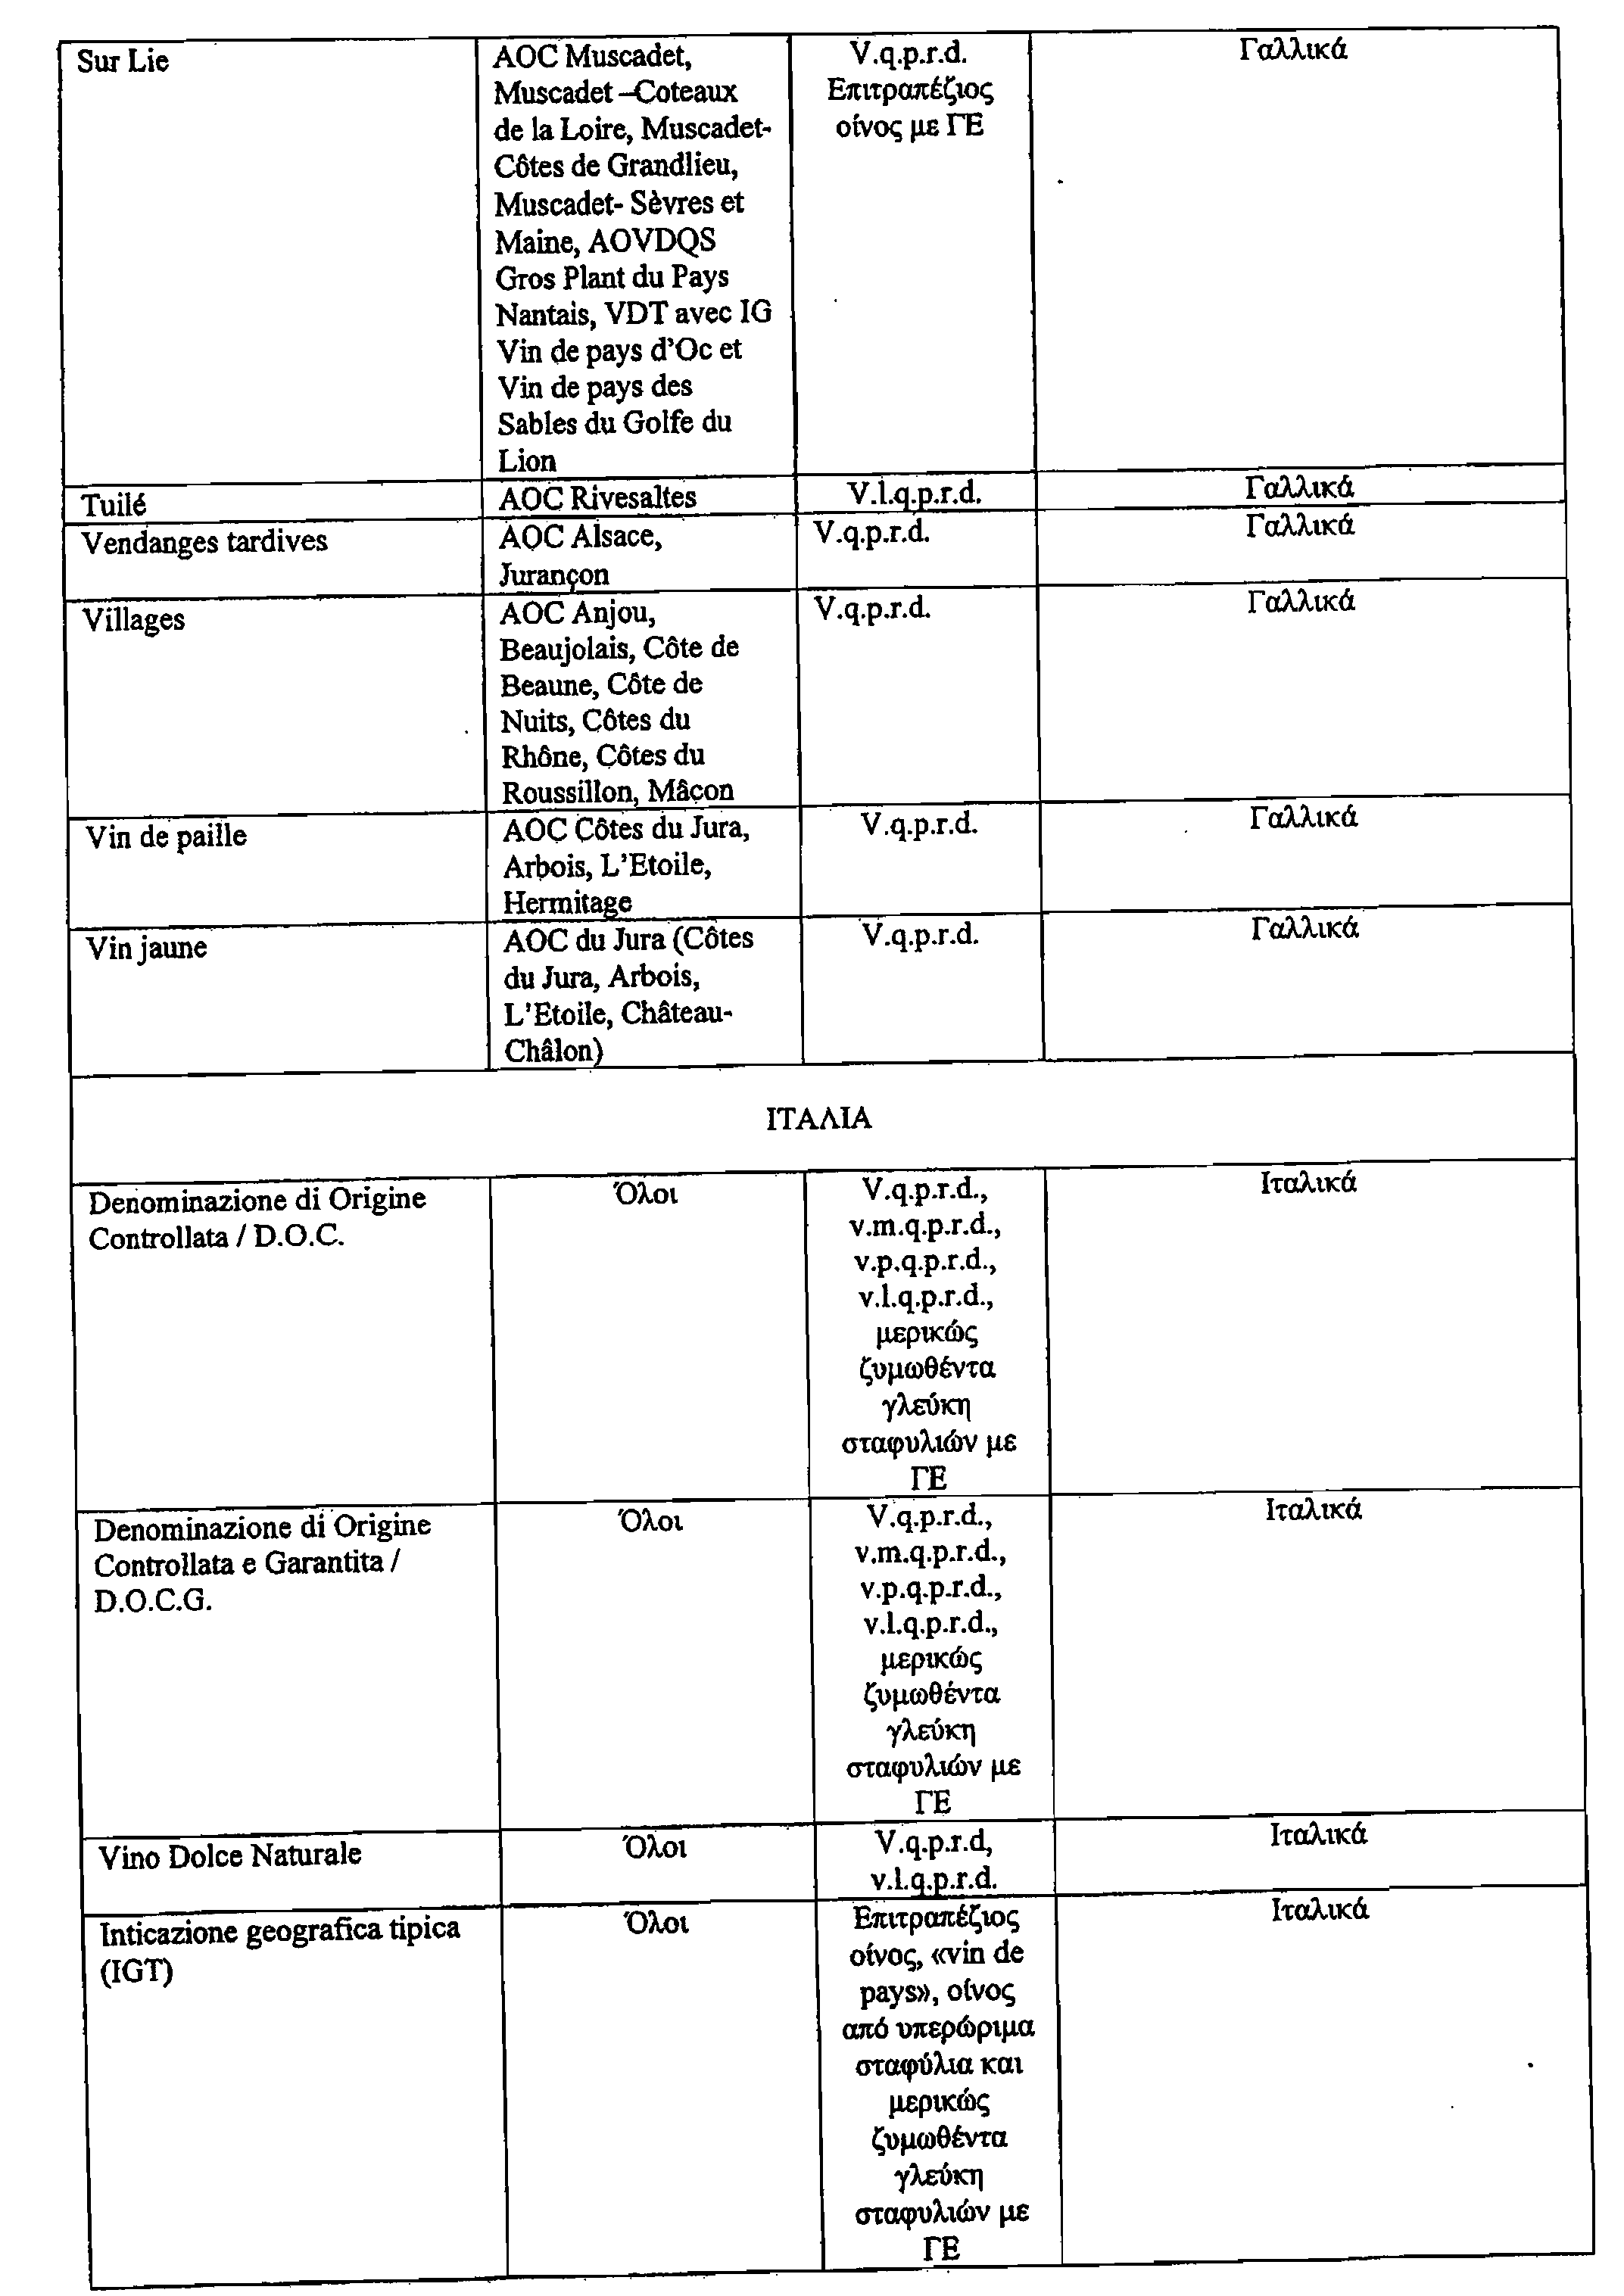 Sur Lie
AOC Muscadet,
Muscadet –Coteaux
de la Loire, Muscadet-
Côtes de Grandlieu,
Muscadet- Sèvres et
Maine, AOVDQS
Gros Plant du Pays
Nantais, VDT avec IG
Vin de pays d'Oc et
Vin de pays des
Sables du Golfe du
Lion
V.q.p.r.d.
Επιτραπέζιος
οίνος με ΓΕ
Γαλλικά
Tuilé
AOC Rivesaltes
V.l.q.p.r.d.
Γαλλικά
Vendanges tardives
AOC Alsace,
Jurançon
V.q.p.r.d.
Γαλλικά
Villages
AOC Anjou,
Beaujolais, Côte de
Beaune, Côte de
Nuits, Côtes du
Rhône, Côtes du
Roussillon, Mâcon
V.q.p.r.d.
Γαλλικά
Vin de paille
AOC Côtes du Jura,
Arbois, L'Etoile,
Hermitage
V.q.p.r.d.
Γαλλικά
Vin jaune
AOC du Jura (Côtes
du Jura, Arbois,
L'Etoile, Château-
Châlon)
V.q.p.r.d.
Γαλλικά
ΙΤΑΛΙΑ
Denominazione di Origine
Controllata / D.O.C.
Όλοι
V.q.p.r.d.,
v.m.q.p.r.d.,
v.p.q.p.r.d.,
v.l.q.p.r.d.,
μερικώς
ζυμωθέντα
γλεύκη
σταφυλιών με
ΓΕ
Ιταλικά
Denominazione di Origine
Controllata e Garantita /
D.O.C.G.
Όλοι
V.q.p.r.d.,
v.m.q.p.r.d.,
v.p.q.p.r.d.,
v.l.q.p.r.d.,
μερικώς
ζυμωθέντα
γλεύκη
σταφυλιών με
ΓΕ
Ιταλικά
Vino Dolce Naturale
Όλοι
V.q.p.r.d,
v.l.q.p.r.d.
Ιταλικά
Inticazione geografica tipica
(IGT)
Όλοι
Επιτραπέζιος
οίνος, «vin de
pays», οίνος
από υπερώριμα
σταφύλια και
μερικώς
ζυμωθέντα
γλεύκη
σταφυλιών με
ΓΕ
Ιταλικά